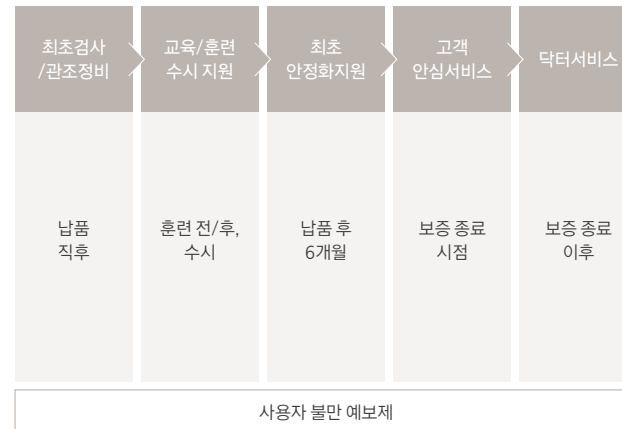 최초검사
/관조정비
교육/훈련
수시 지원
최초
안정화지원
고객
안심서비스
닥터서비스
납품
직후
훈련 전/후,
수시
납품 후
6개월
보증 종료
시점
보증 종료
이후
사용자 불만 예보제